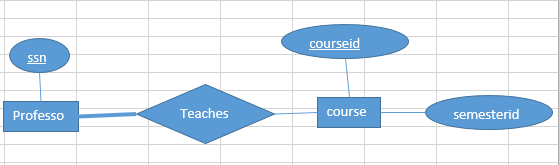 courseid
ssn
Professo
Teaches
course
semesterid